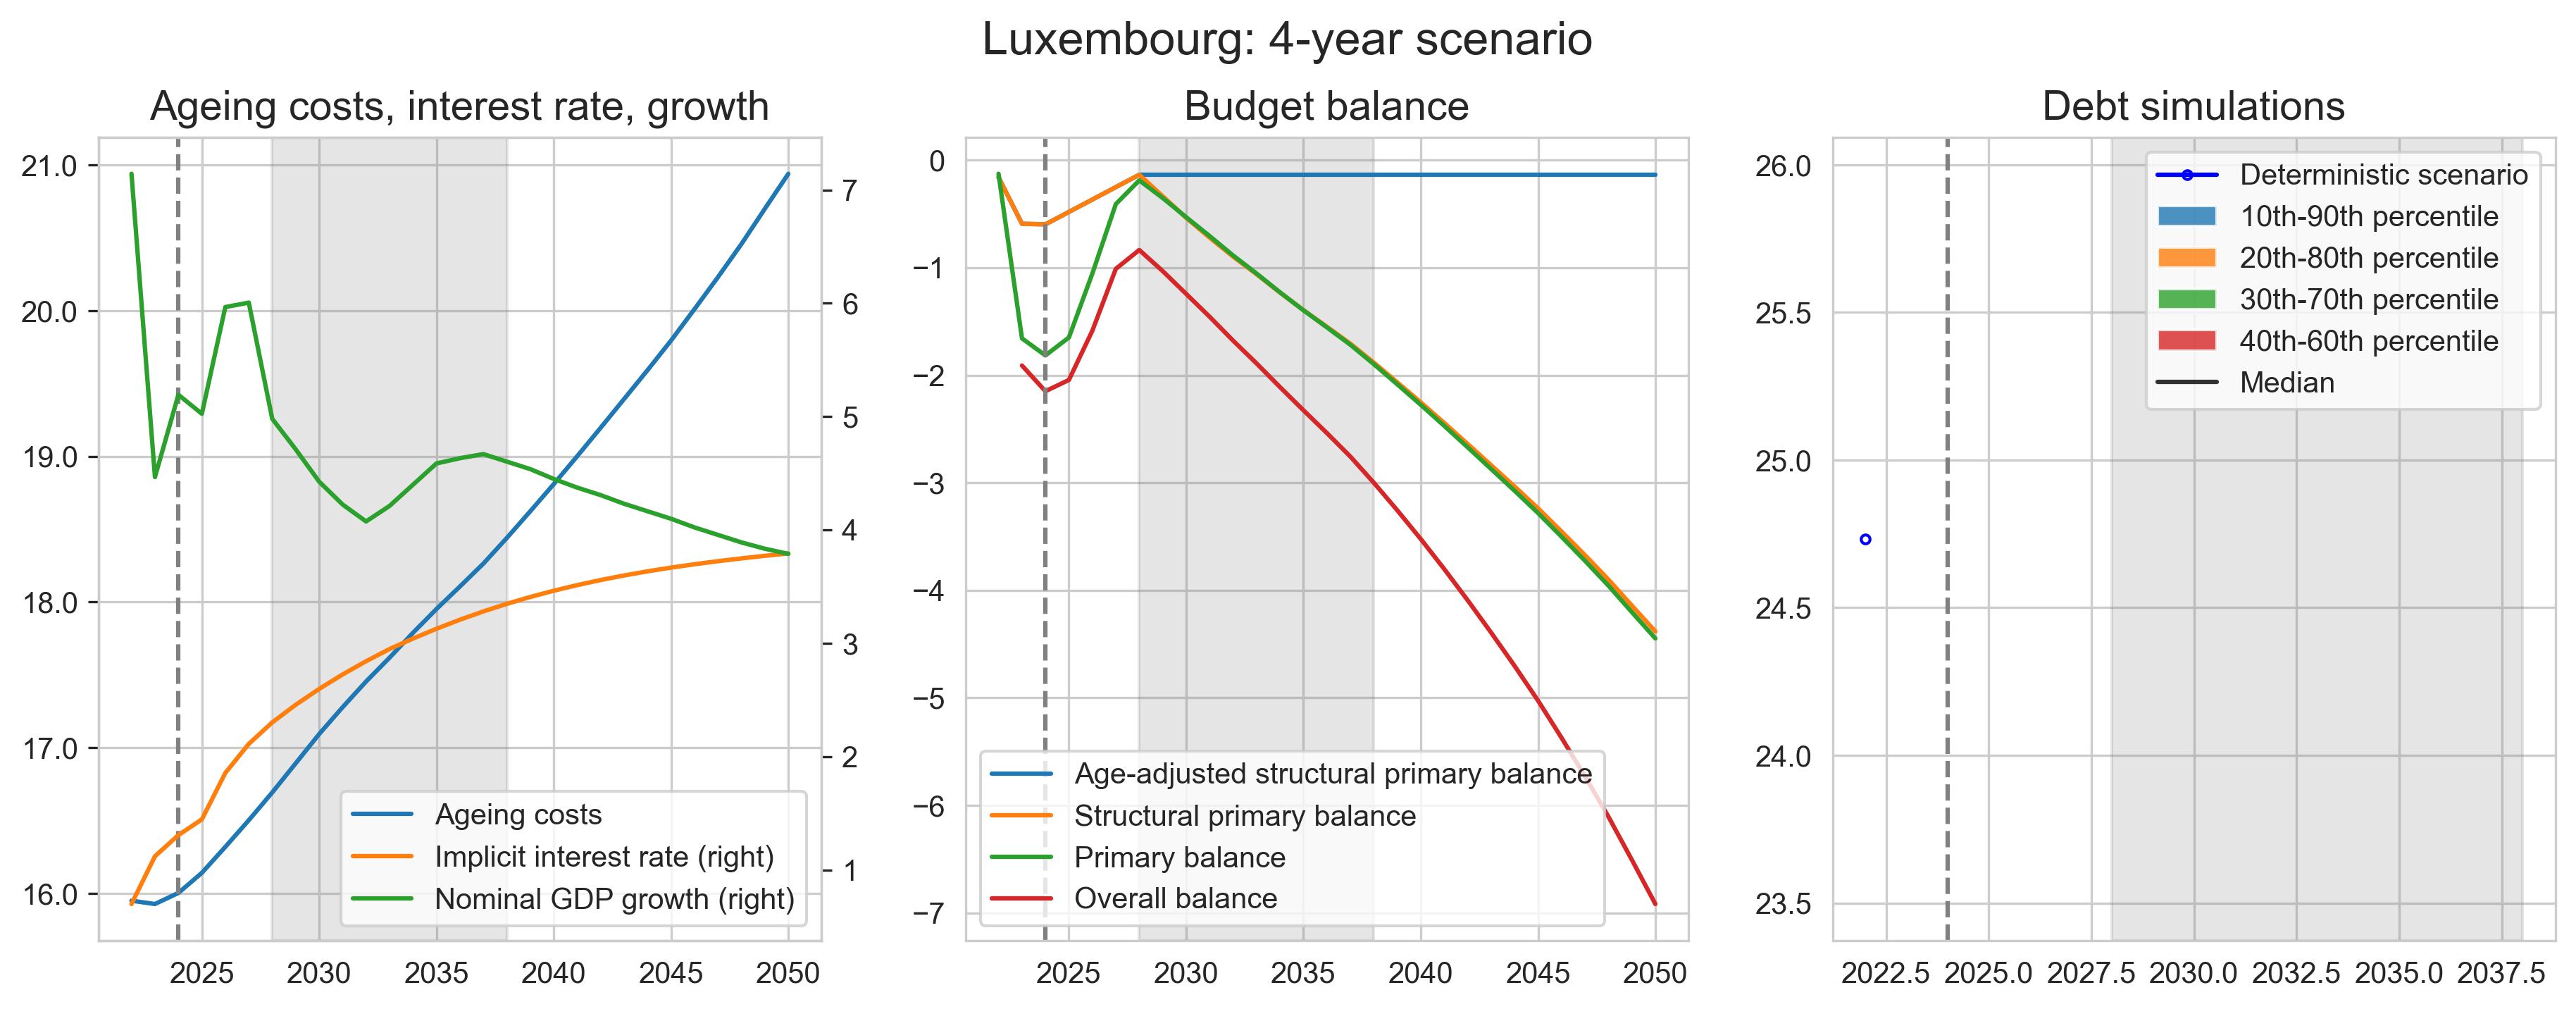 Luxembourg: 4-year scenario
Ageing costs, interest rate, growth
21.0
20.0
19.0
18.0
17.0
16.0
7
6
5
4
3
2
1
Ageing costs
Implicit interest rate (right)
Nominal GDP growth (right)
2025 2030 2035 2040 2045 2050
Budget balance
0
−1
−2
−3
−4
−5
−6
−7
Age-adjusted structural primary balance
Structural primary balance
Primary balance
Overall balance
2025 2030 2035 2040 2045 2050
Debt simulations
26.0
25.5
25.0
24.5
24.0
23.5
Deterministic scenario
10th-90th percentile
20th-80th percentile
30th-70th percentile
40th-60th percentile
Median
2022.5 2025.0 2027.5 2030.0 2032.5 2035.0 2037.5